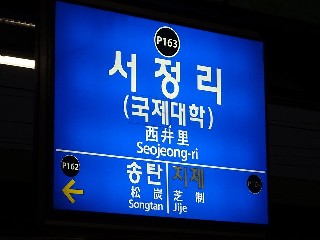 P163
서정리
(국제대학)
西井里
Seojeong-ri
P162
송탄 지제
松炭 芝制
Songtan Jije